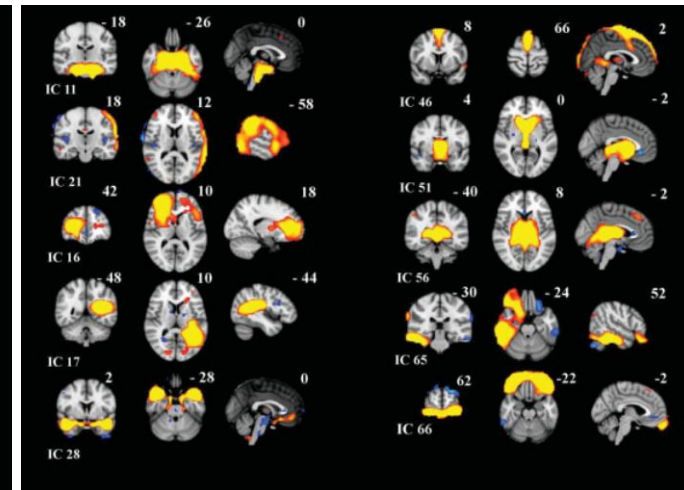 - 18 - 26 0
IC 11
18 12 - 58
IC 21
42 10 18
IC 16
- 48 10 - 44
IC 17
2 - 28 0
IC 28
8 66 2
IC 46
4 0 - 2
IC 51
- 40 8 - 2
IC 56
- 30 - 24 52
IC 65
62 -22 -2
IC 66